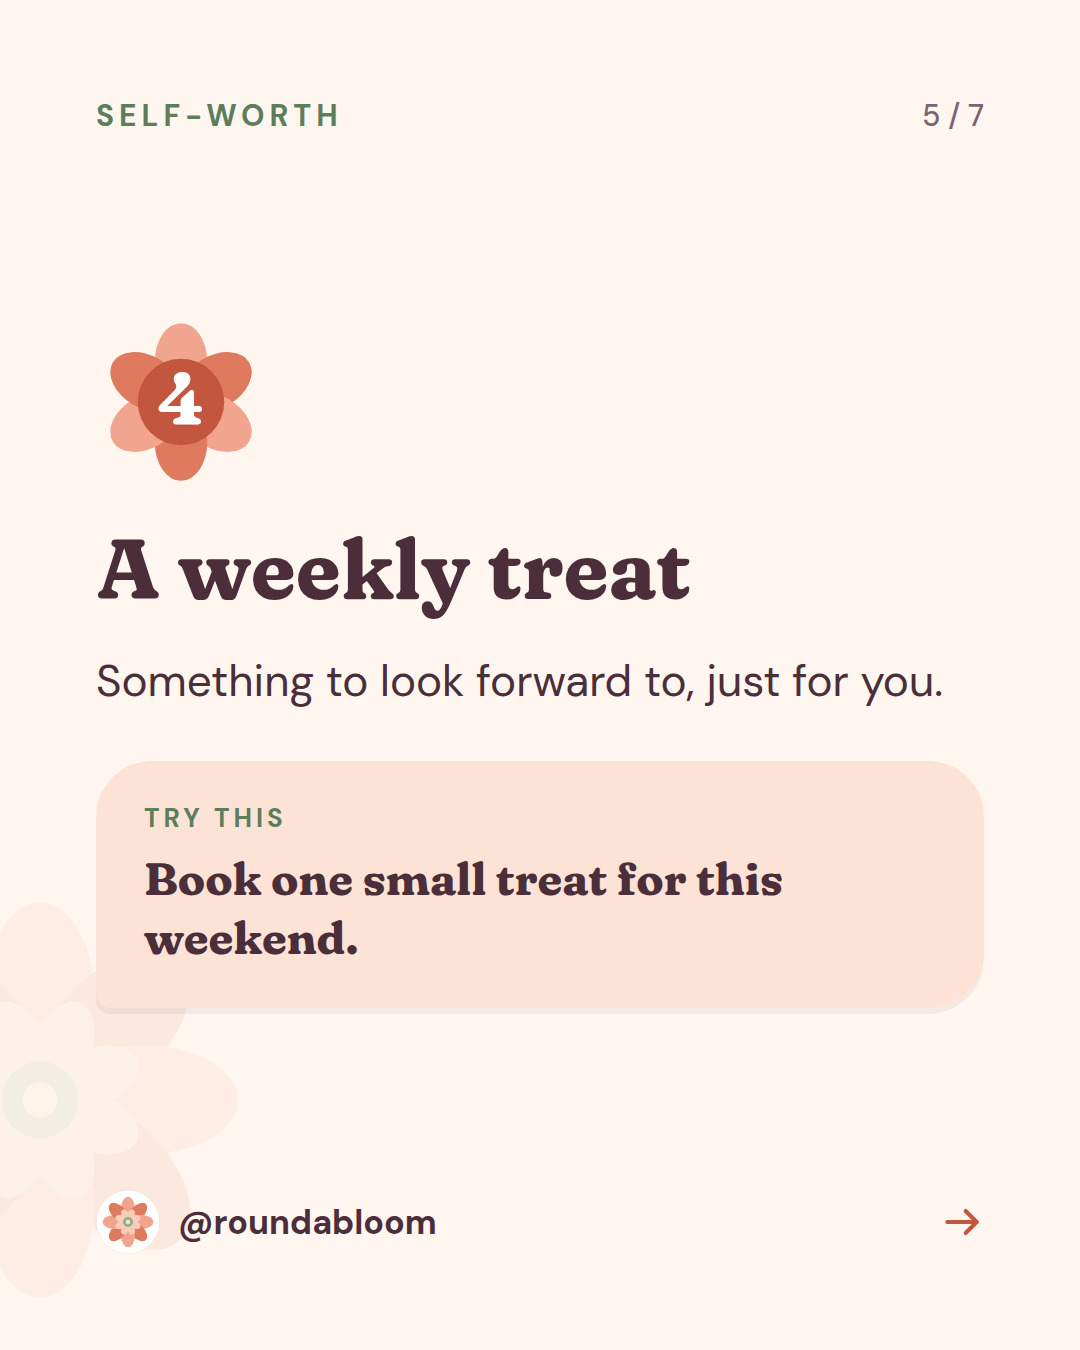 SELF-WORTH
5 / 7
4
A weekly treat
Something to look forward to, just for you.
TRY THIS
Book one small treat for this
weekend.
@roundabloom
→